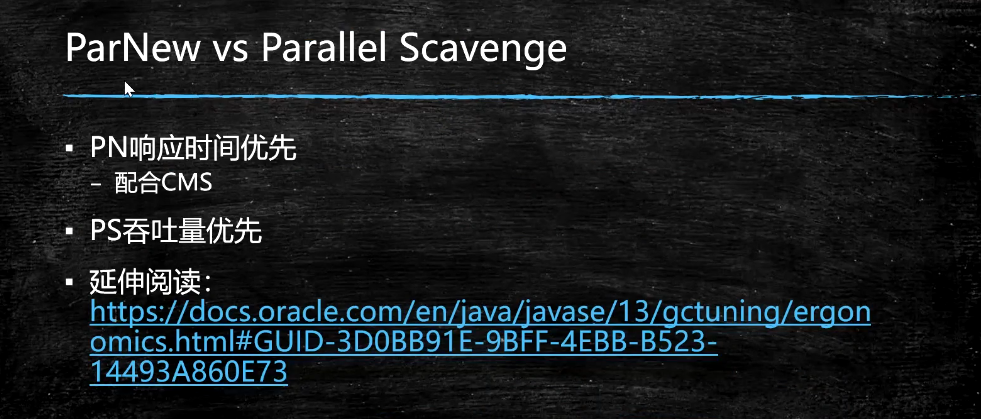 ParNew vs Parallel Scavenge
▪ PN响应时间优先
– 配合CMS
▪ PS吞吐量优先
▪ 延伸阅读：
https://docs.oracle.com/en/java/javase/13/gctuning/ergon
omics.html#GUID-3D0BB91E-9BFF-4EBB-B523-
14493A860E73